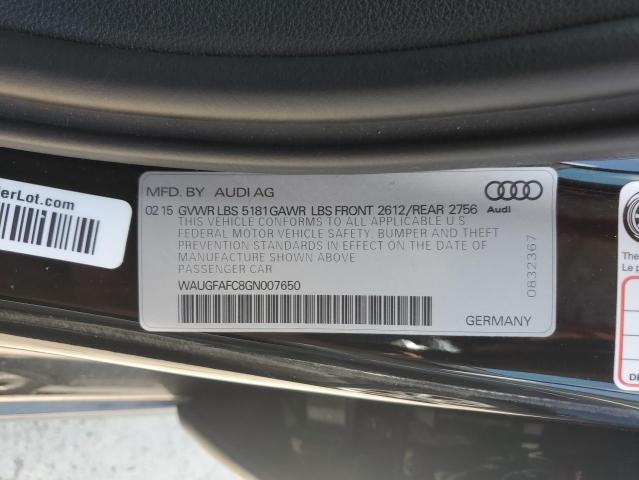 erLot.com
MFD. BY AUDI AG
02 15 GVWR LBS 5181 GAWR LBS FRONT 2612/REAR 2756
Audi
THIS VEHICLE CONFORMS TO ALL APPLICABLE U S
FEDERAL MOTOR VEHICLE SAFETY, BUMPER AND THEFT
PREVENTION STANDARDS IN EFFECT ON THE DATE OF
MANUFACTURE SHOWN ABOVE
PASSENGER CAR
WAUGFAFC8GN007650
GERMANY
0832367
The
Le p